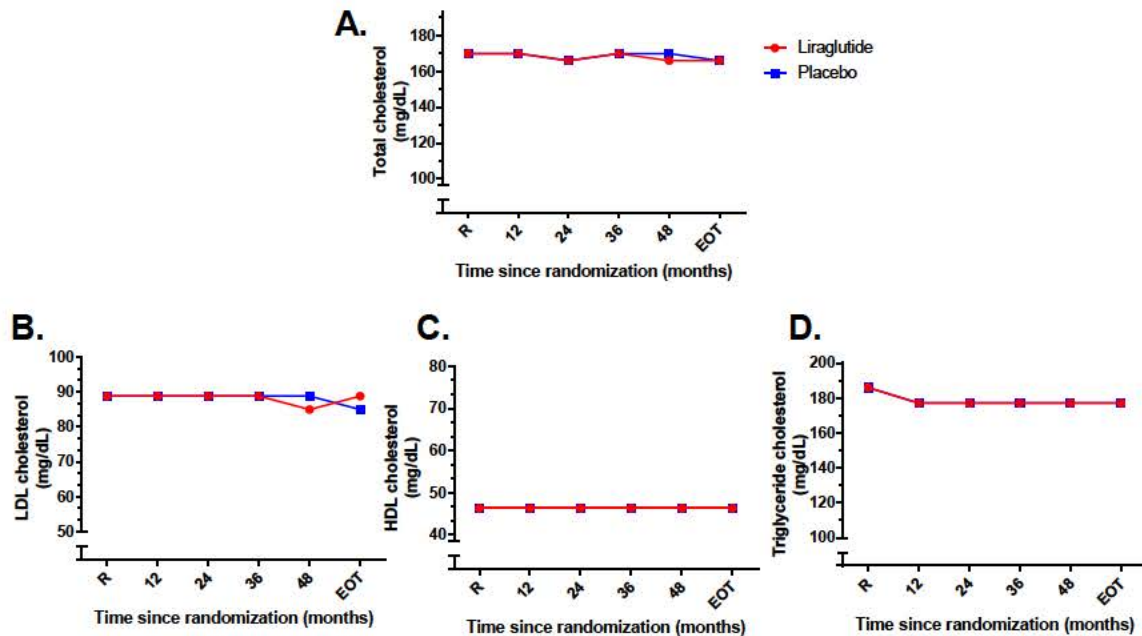 A.
Total cholesterol
(mg/dL)
180
160
140
120
100
R
12
24
36
48
EOT
Time since randomization (months)
Liraglutide
Placebo
B.
LDL cholesterol
(mg/dL)
100
90
80
90
60
50
R
12
24
36
48
EOT
Time since randomization (months)
C.
HDL cholesterol
(mg/dL)
80
70
60
50
40
R
12
24
36
48
EOT
Time since randomization (months)
D.
Triglyceride cholesterol
(mg/dL)
200
180
160
140
120
100
R
12
24
36
48
EOT
Time since randomization (months)